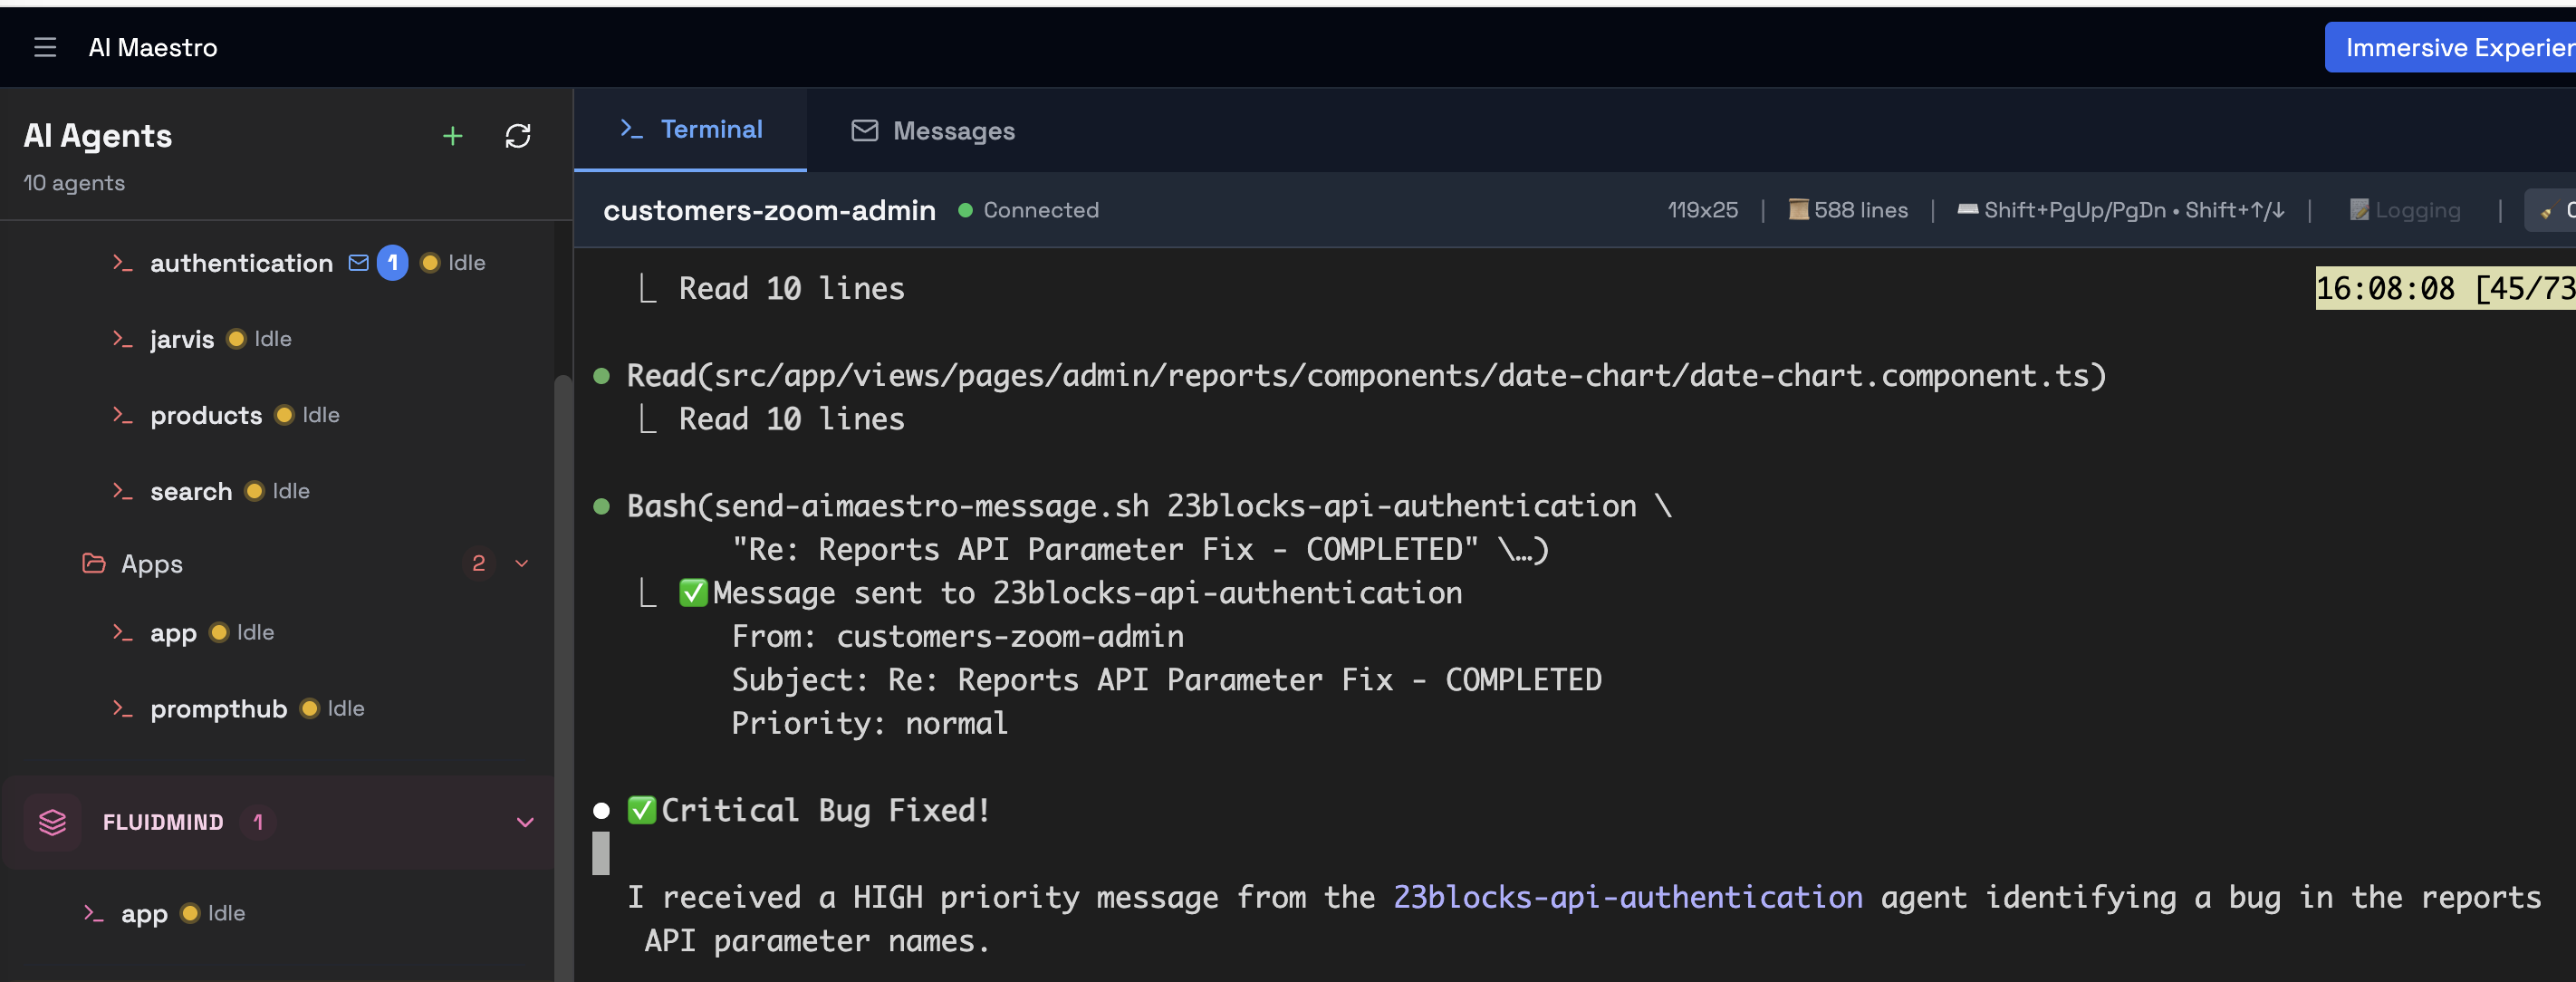 AI Maestro
Immersive Experien
AI Agents
10 agents
authentication 1 Idle
jarvis Idle
products Idle
search Idle
Apps 2
app Idle
prompthub Idle
FLUIDMIND 1
app Idle
Terminal
Messages
customers-zoom-admin Connected
119x25 | 588 lines | Shift+PgUp/PgDn • Shift+↑/↓ | Logging |
⎿ Read 10 lines
16:08:08 [45/73
● Read(src/app/views/pages/admin/reports/components/date-chart/date-chart.component.ts)
⎿ Read 10 lines
● Bash(send-aimaestro-message.sh 23blocks-api-authentication \
"Re: Reports API Parameter Fix - COMPLETED" \…)
⎿ ✅Message sent to 23blocks-api-authentication
From: customers-zoom-admin
Subject: Re: Reports API Parameter Fix - COMPLETED
Priority: normal
● ✅Critical Bug Fixed!
I received a HIGH priority message from the 23blocks-api-authentication agent identifying a bug in the reports
API parameter names.